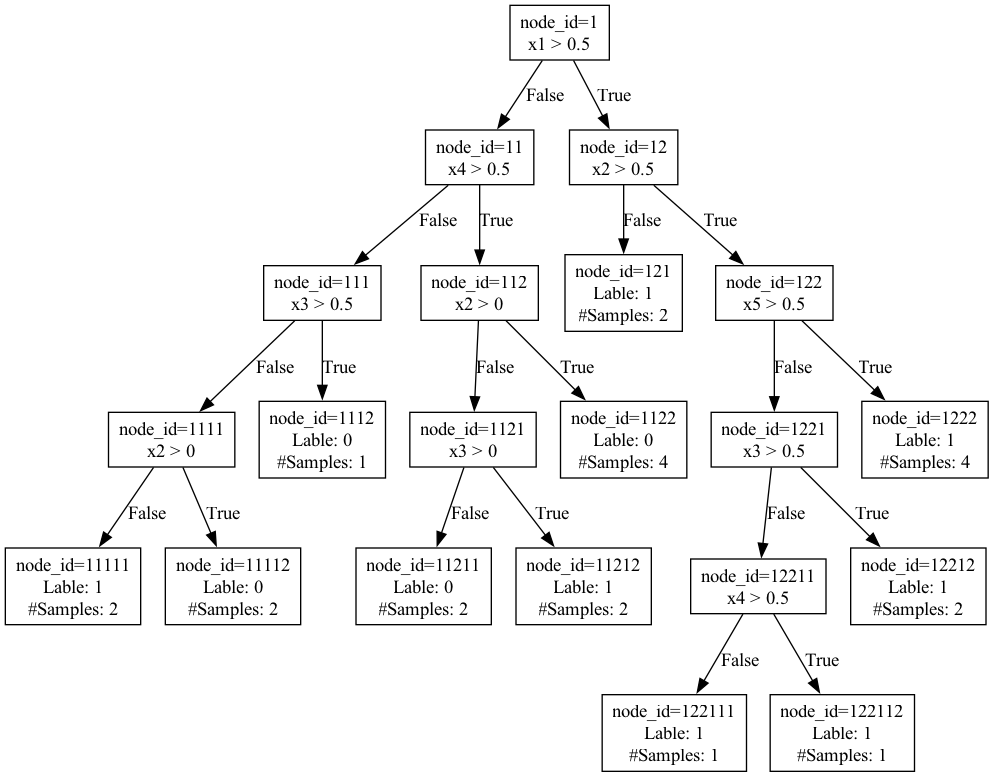 node_id=1
x1 > 0.5
False
True
node_id=11
x4 > 0.5
node_id=12
x2 > 0.5
False
True
False
True
node_id=111
x3 > 0.5
node_id=112
x2 > 0
node_id=121
Lable: 1
#Samples: 2
node_id=122
x5 > 0.5
False
True
False
True
False
True
node_id=1111
x2 > 0
node_id=1112
Lable: 0
#Samples: 1
node_id=1121
x3 > 0
node_id=1122
Lable: 0
#Samples: 4
node_id=1221
x3 > 0.5
node_id=1222
Lable: 1
#Samples: 4
False
True
False
True
False
True
node_id=11111
Lable: 1
#Samples: 2
node_id=11112
Lable: 0
#Samples: 2
node_id=11211
Lable: 0
#Samples: 2
node_id=11212
Lable: 1
#Samples: 2
node_id=12211
x4 > 0.5
node_id=12212
Lable: 1
#Samples: 2
False
True
node_id=122111
Lable: 1
#Samples: 1
node_id=122112
Lable: 1
#Samples: 1